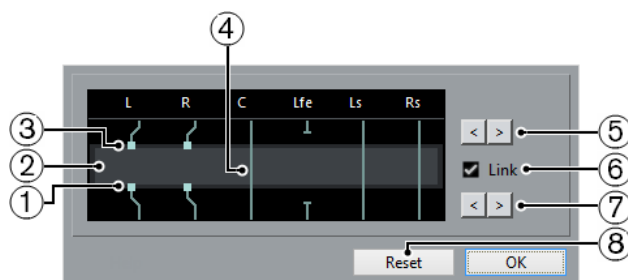 ④
L R C Lfe Ls Rs
③ < > ⑤
② Link ⑥
① < > ⑦
⑧
Reset OK